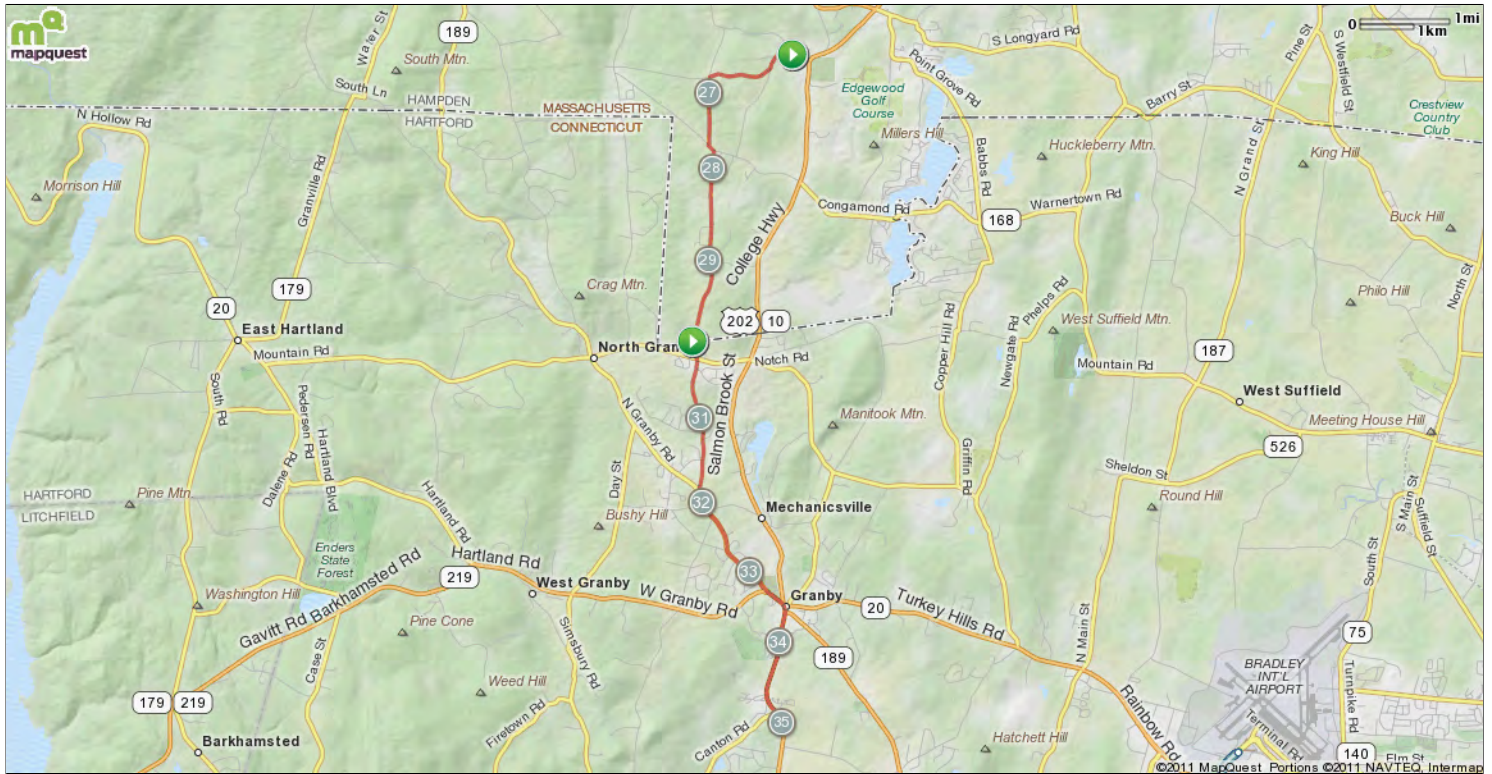 mapquest
189
Water St
South Mtn.
South Ln
HAMPDEN
HARTFORD
MASSACHUSETTS
CONNECTICUT
N Hollow Rd
Morrison Hill
Granville Rd
27
28
29
College Hwy
S Longyard Rd
Point Grove Rd
Edgewood
Golf
Course
Millers Hill
Babbs Rd
Huckleberry Mtn.
Barry St
Pine St
S Westfield St
0
1mi
1km
Crestview
Country
Club
King Hill
N Grand St
Congamond Rd
168
Warnertown Rd
Buck Hill
179
20
East Hartland
Mountain Rd
Crag Mtn.
North Gran
202
10
Notch Rd
Salmon Brook St
Copper Hill Rd
Newgate Rd
Phelps Rd
West Suffield Mtn.
Mountain Rd
187
Philo Hill
North St
West Suffield
Meeting House Hill
526
South Rd
Pedersen Rd
Hartland Blvd
Dalene Rd
N Granby Rd
31
Manitook Mtn.
Griffin Rd
Sheldon St
Round Hill
HARTFORD
LITCHFIELD
Pine Mtn.
Hartland Rd
Day St
Bushy Hill
32
Mechanicsville
S Main St
Suffield St
South St
Enders
State
Forest
Gavitt Rd Barkhamsted Rd
Hartland Rd
219
West Granby
W Granby Rd
33
Granby
20
Turkey Hills Rd
Washington Hill
Pine Cone
Case St
Simsbury Rd
34
189
N Main St
75
BRADLEY
INT'L
AIRPORT
Turnpike Rd
Weed Hill
179
219
Firetown Rd
Canton Rd
35
Hatchett Hill
Rainbow Rd
Terminal Rd
140
Elm St
Barkhamsted
©2011 MapQuest Portions ©2011 NAVTEQ, Intermap